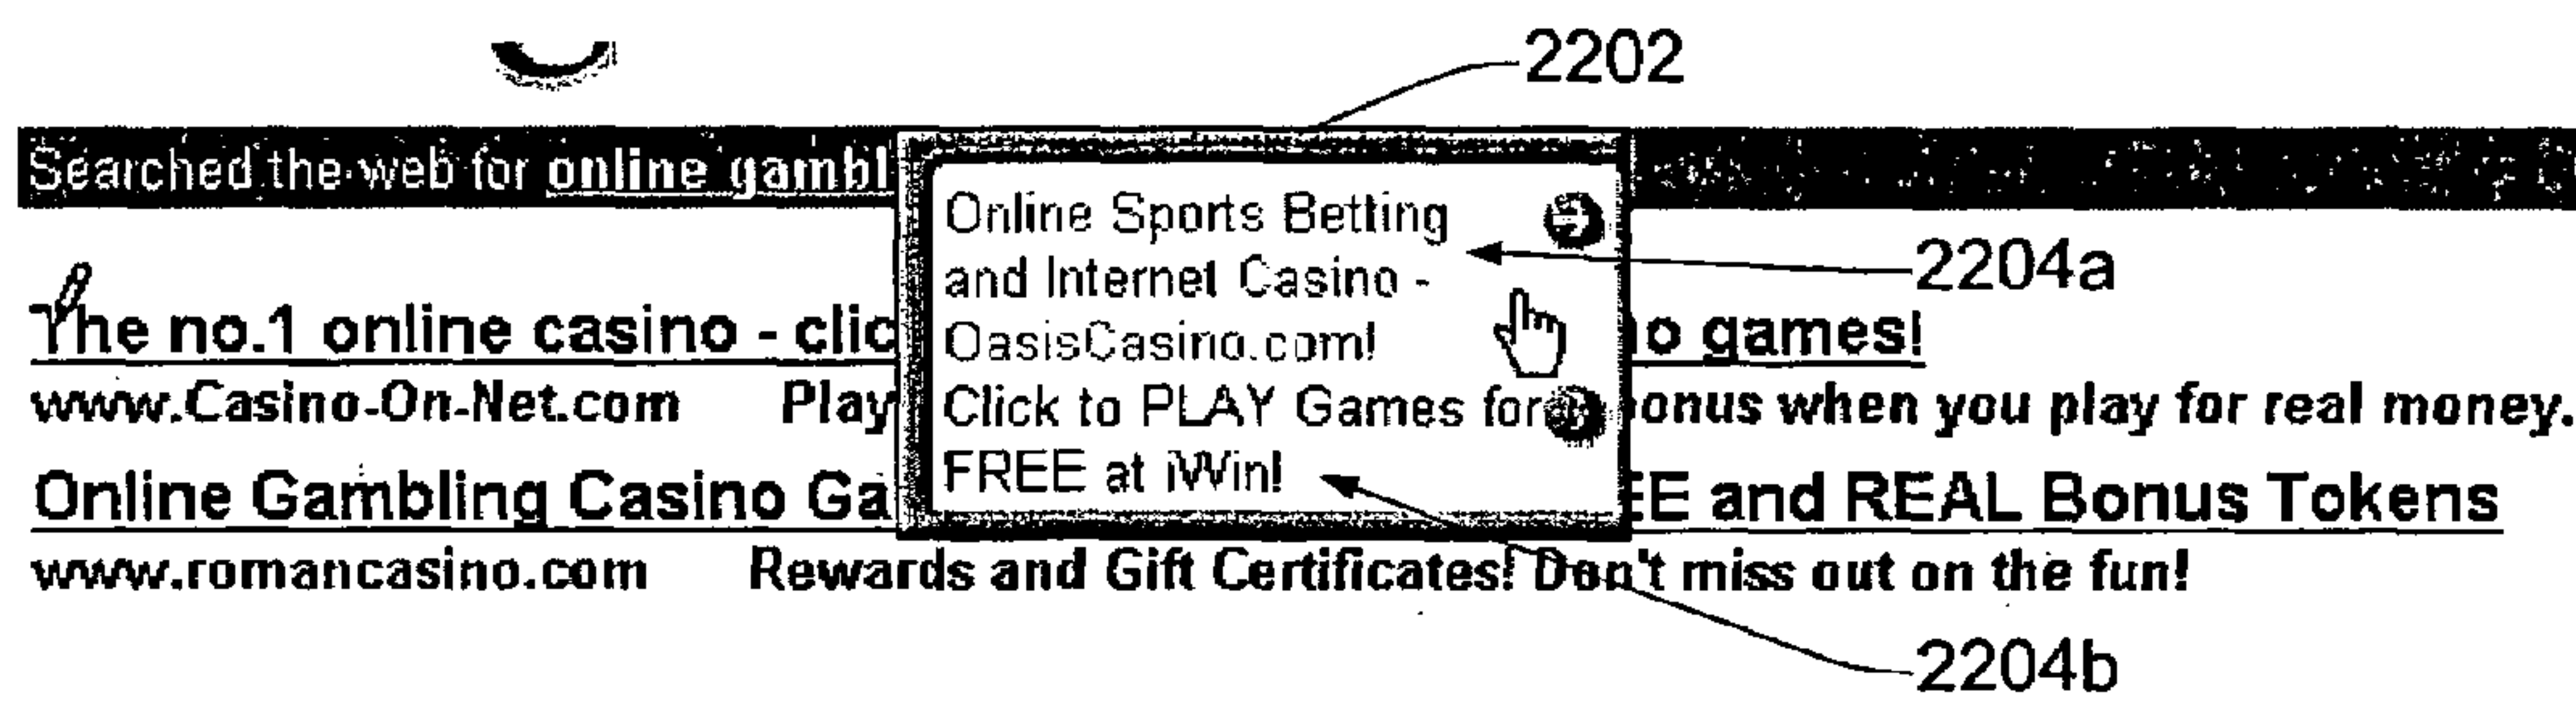 2202
Searched the web for online gambl
Online Sports Betting
and Internet Casino -
OasisCasino.com!
2204a
The no.1 online casino - clic
o games!
www.Casino-On-Net.com Play
Click to PLAY Games for
onus when you play for real money.
FREE at iWin!
Online Gambling Casino Ga
EE and REAL Bonus Tokens
www.romancasino.com Rewards and Gift Certificates! Don't miss out on the fun!
2204b